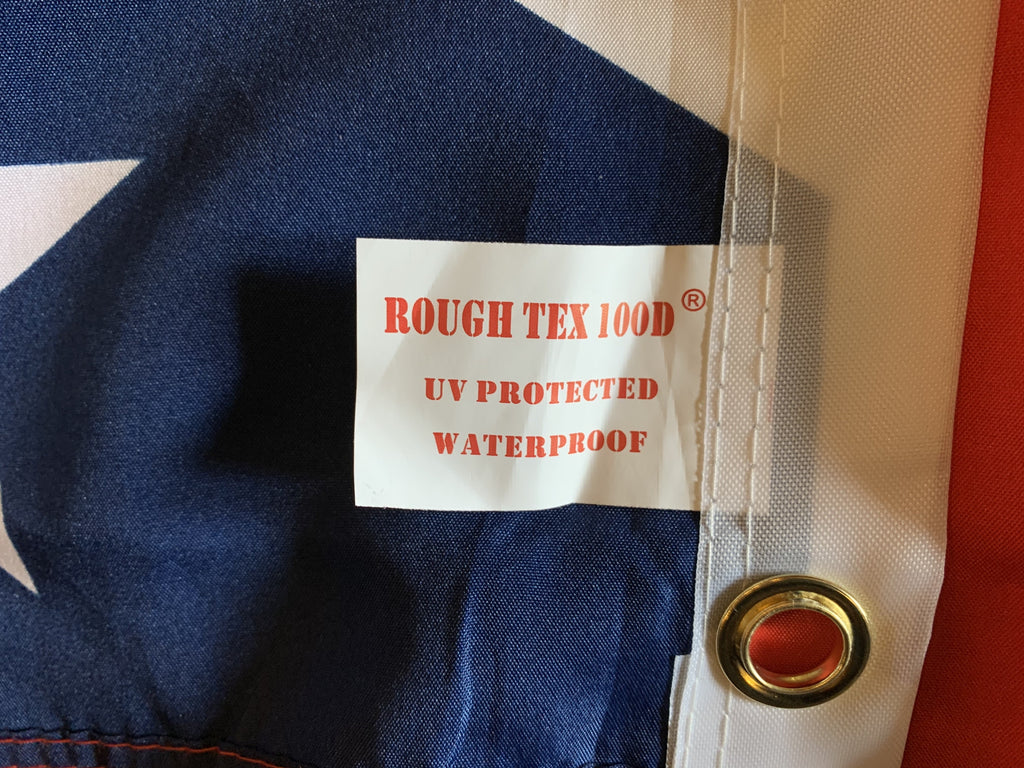 ROUGH TEX 100D®
UV PROTECTED
WATERPROOF